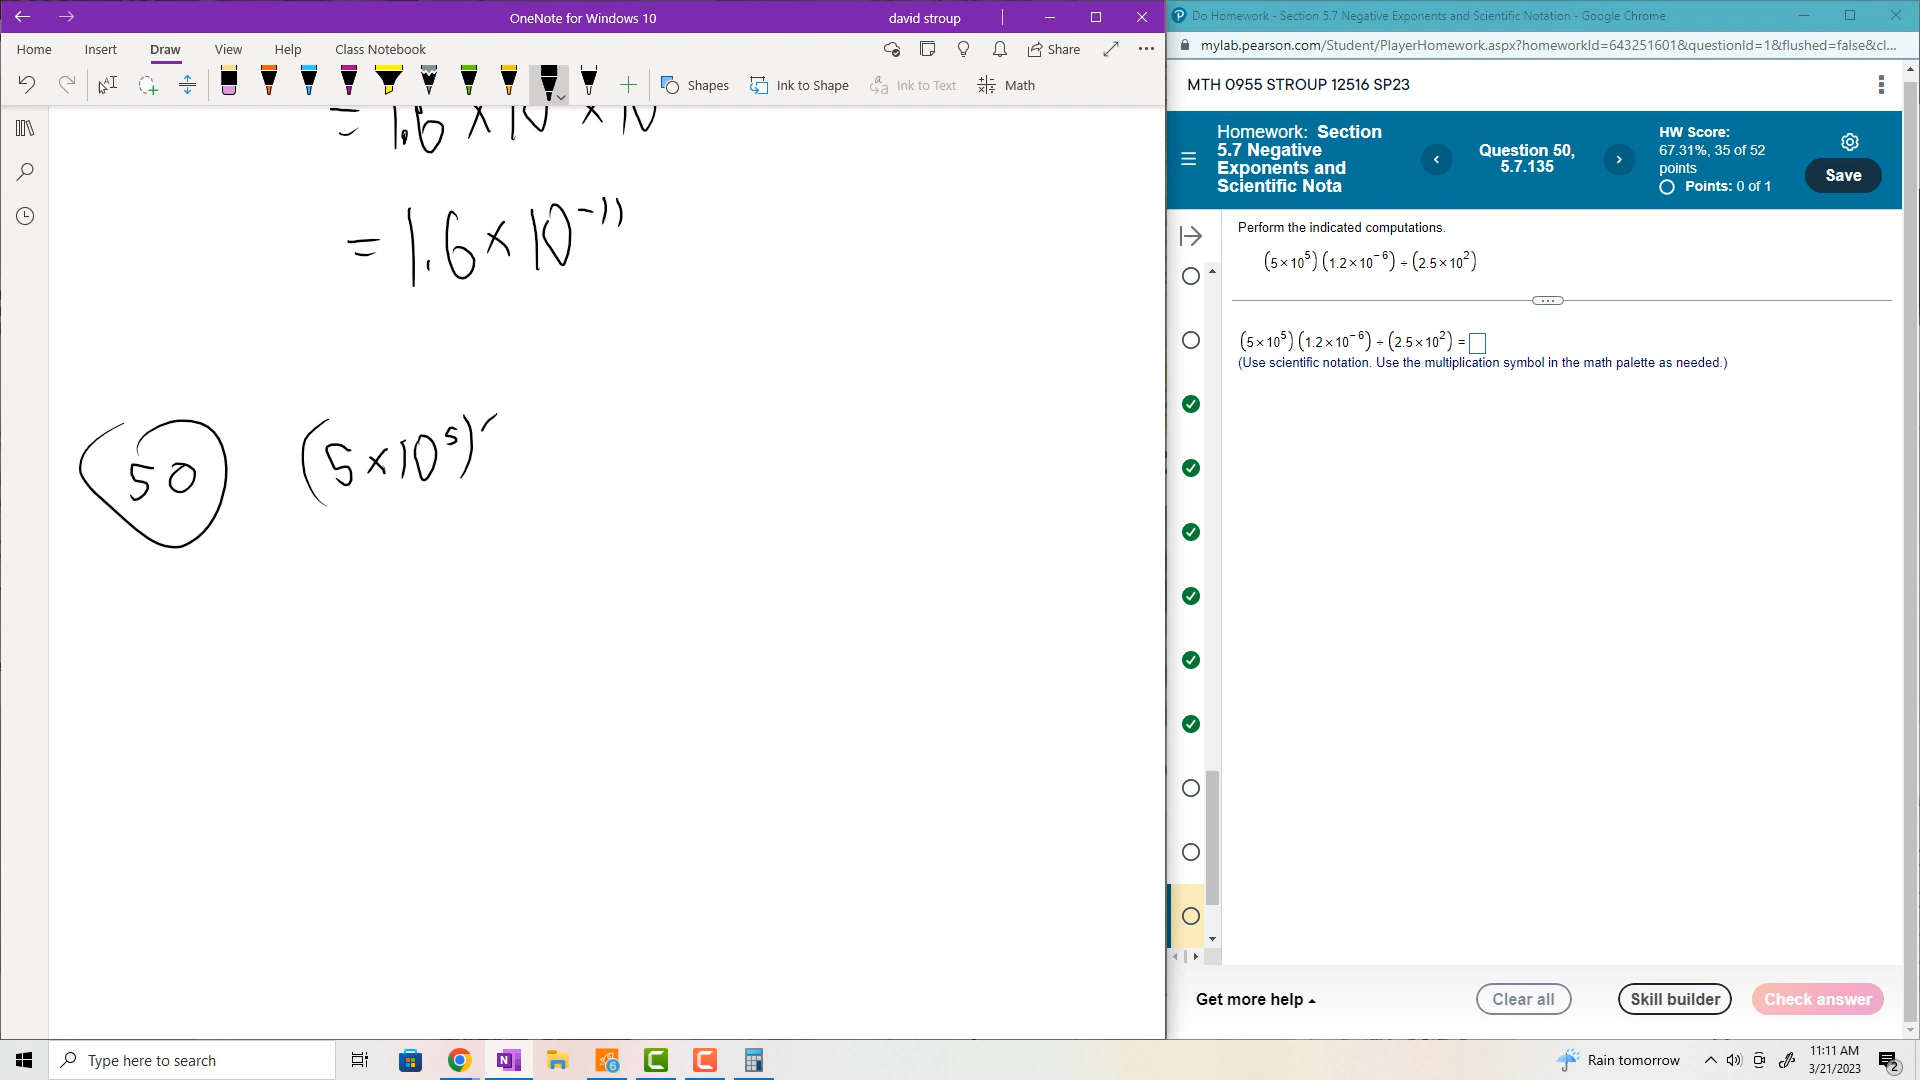 OneNote for Windows 10
david stroup
Home Insert Draw View Help Class Notebook
Share
Shapes Ink to Shape Ink to Text Math
= 1.6 × 10 × 10
= 1.6 × 10⁻¹¹
50 (5×10⁵)
Do Homework - Section 5.7 Negative Exponents and Scientific Notation - Google Chrome
mylab.pearson.com/Student/PlayerHomework.aspx?homeworkId=643251601&questionId=1&flushed=false&cl...
MTH 0955 STROUP 12516 SP23
Homework: Section
5.7 Negative
Exponents and
Scientific Nota
Question 50,
5.7.135
HW Score:
67.31%, 35 of 52
points
Points: 0 of 1
Save
Perform the indicated computations.
(5×10⁵)(1.2×10⁻⁶) ÷ (2.5×10²)
(5×10⁵)(1.2×10⁻⁶) ÷ (2.5×10²) =
(Use scientific notation. Use the multiplication symbol in the math palette as needed.)
Get more help
Clear all
Skill builder
Check answer
Type here to search
6
Rain tomorrow
11:11 AM
3/21/2023
2